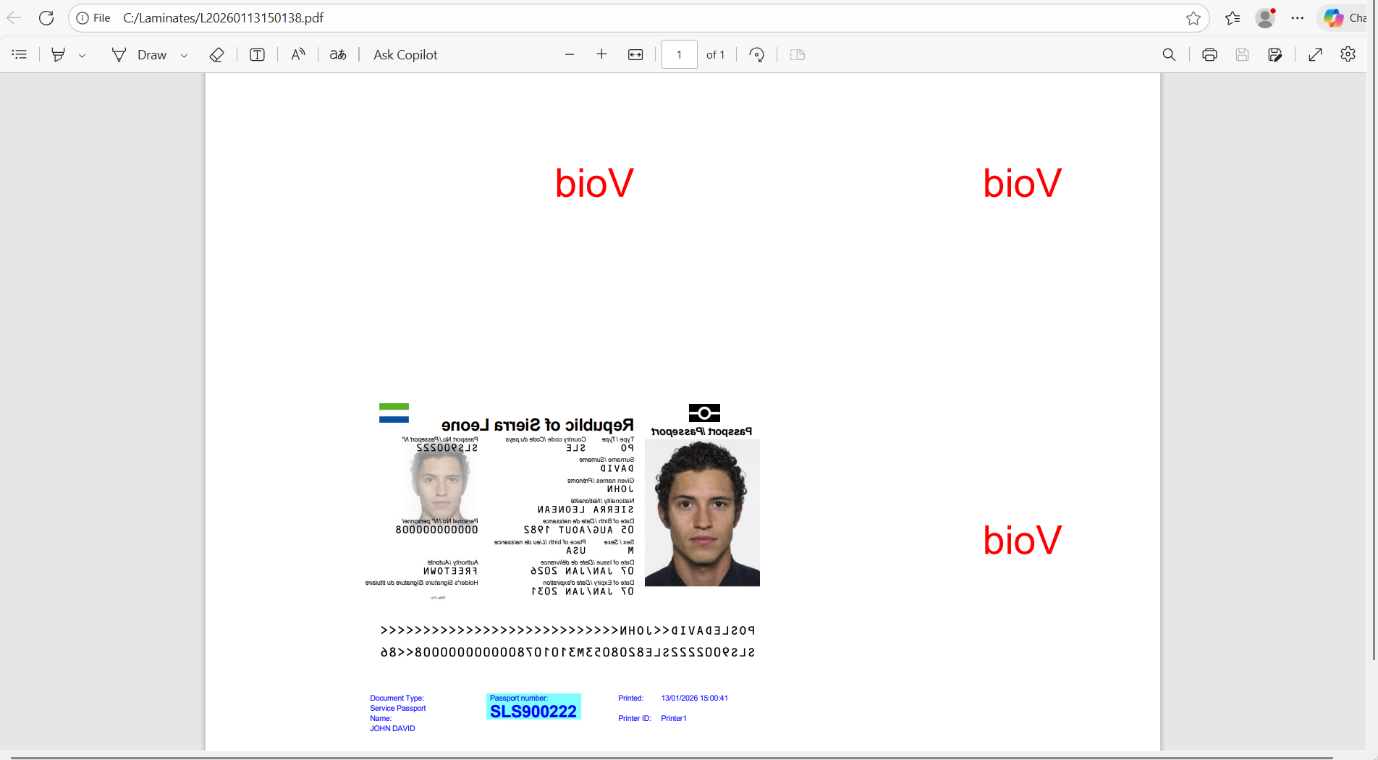 File
C:/Laminates/L20260113150138.pdf
Cha
Draw
Ask Copilot
1
of 1
bioV
bioV
Republic of Sierra Leone
Passport/Passeport
Type / Type
Country code /Code du pays
Passport No./Passeport N°
PO
SLE
SLS900222
Surname /Surname
DAVID
Given names /Prénoms
JOHN
Nationality /Nationalité
SIERRA LEONEAN
Date of Birth /Date de naissance
Personal No./N° personnel
05 AUG/AOUT 1982
000000000008
Sex / Sexe
Place of birth /Lieu de naissance
M
USA
bioV
Date of Issue /Date de délivrance
Authority /Autorité
07 JAN/JAN 2026
FREETOWN
Date of Expiry /Date d'expiration
Holder's Signature /Signature du titulaire
07 JAN/JAN 2031
POSLEDAVID<<JOHN<<<<<<<<<<<<<<<<<<<<<<<<<<<<
SLS9002222SLE8208053M3101078000000000008<<86
Document Type:
Service Passport
Name:
JOHN DAVID
Passport number:
SLS900222
Printed: 13/01/2026 15:00:41
Printer ID: Printer1